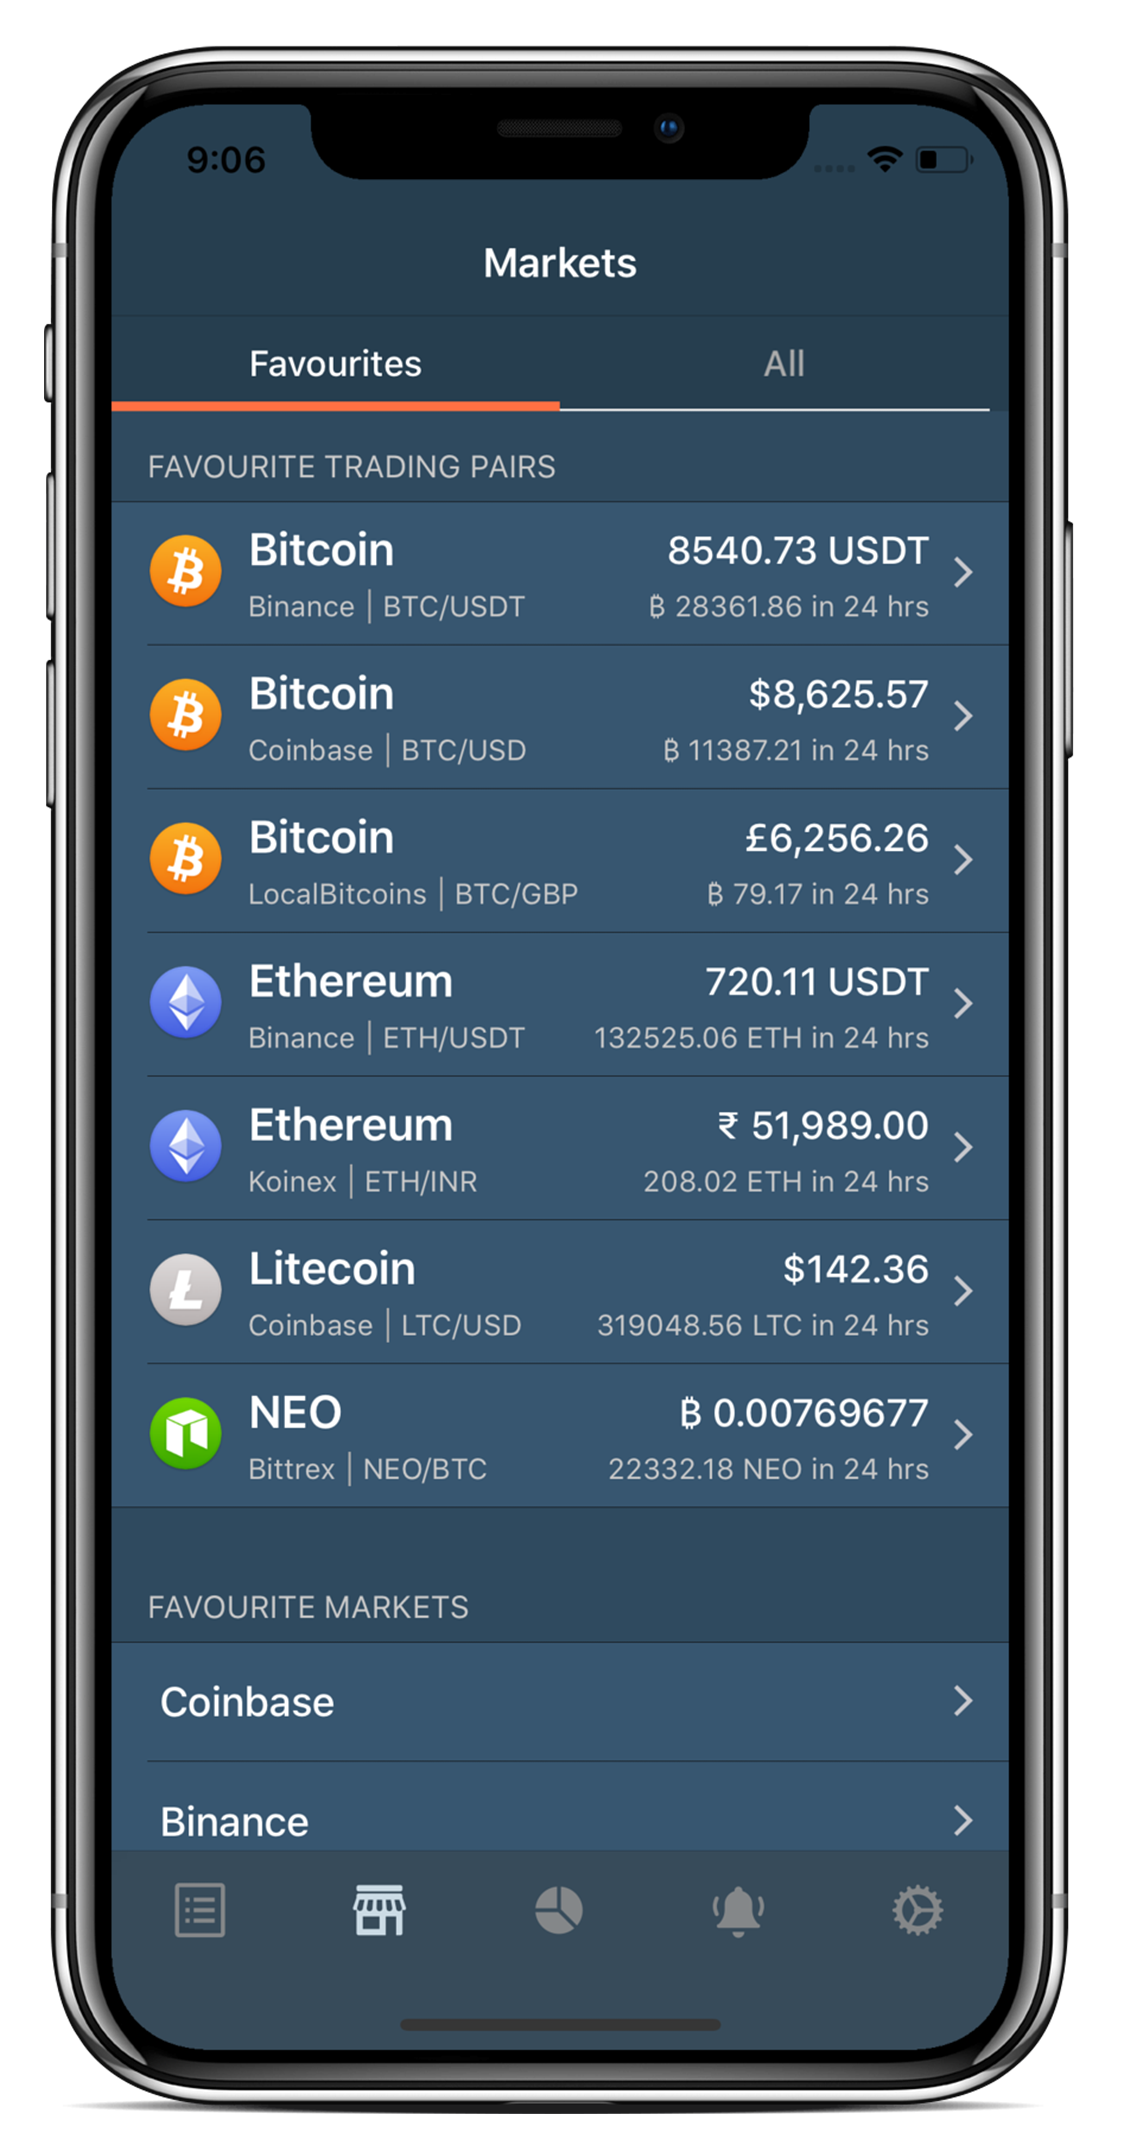 9:06
Markets
Favourites All
FAVOURITE TRADING PAIRS
Bitcoin 8540.73 USDT
Binance | BTC/USDT ₿ 28361.86 in 24 hrs
Bitcoin $8,625.57
Coinbase | BTC/USD ₿ 11387.21 in 24 hrs
Bitcoin £6,256.26
LocalBitcoins | BTC/GBP ₿ 79.17 in 24 hrs
Ethereum 720.11 USDT
Binance | ETH/USDT 132525.06 ETH in 24 hrs
Ethereum ₹ 51,989.00
Koinex | ETH/INR 208.02 ETH in 24 hrs
Litecoin $142.36
Coinbase | LTC/USD 319048.56 LTC in 24 hrs
NEO ₿ 0.00769677
Bittrex | NEO/BTC 22332.18 NEO in 24 hrs
FAVOURITE MARKETS
Coinbase
Binance